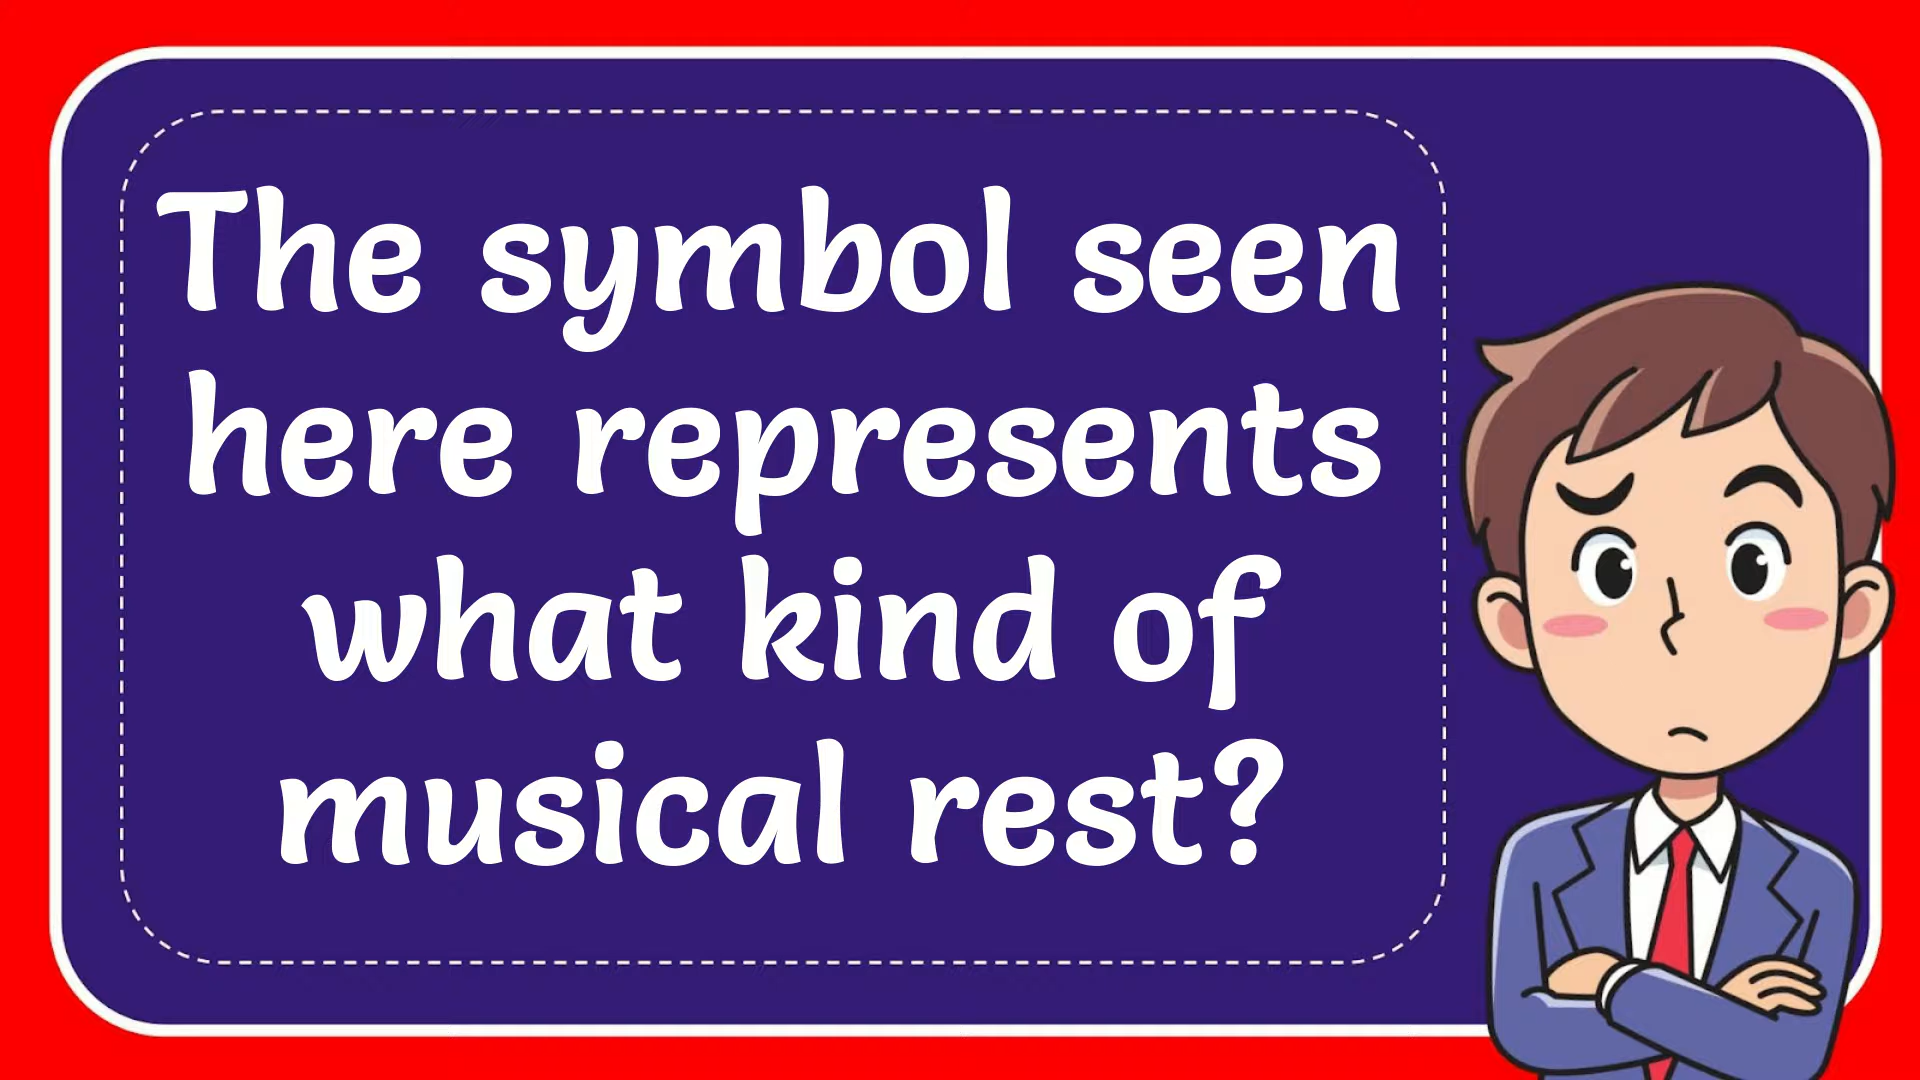 The symbol seen
here represents
what kind of
musical rest?